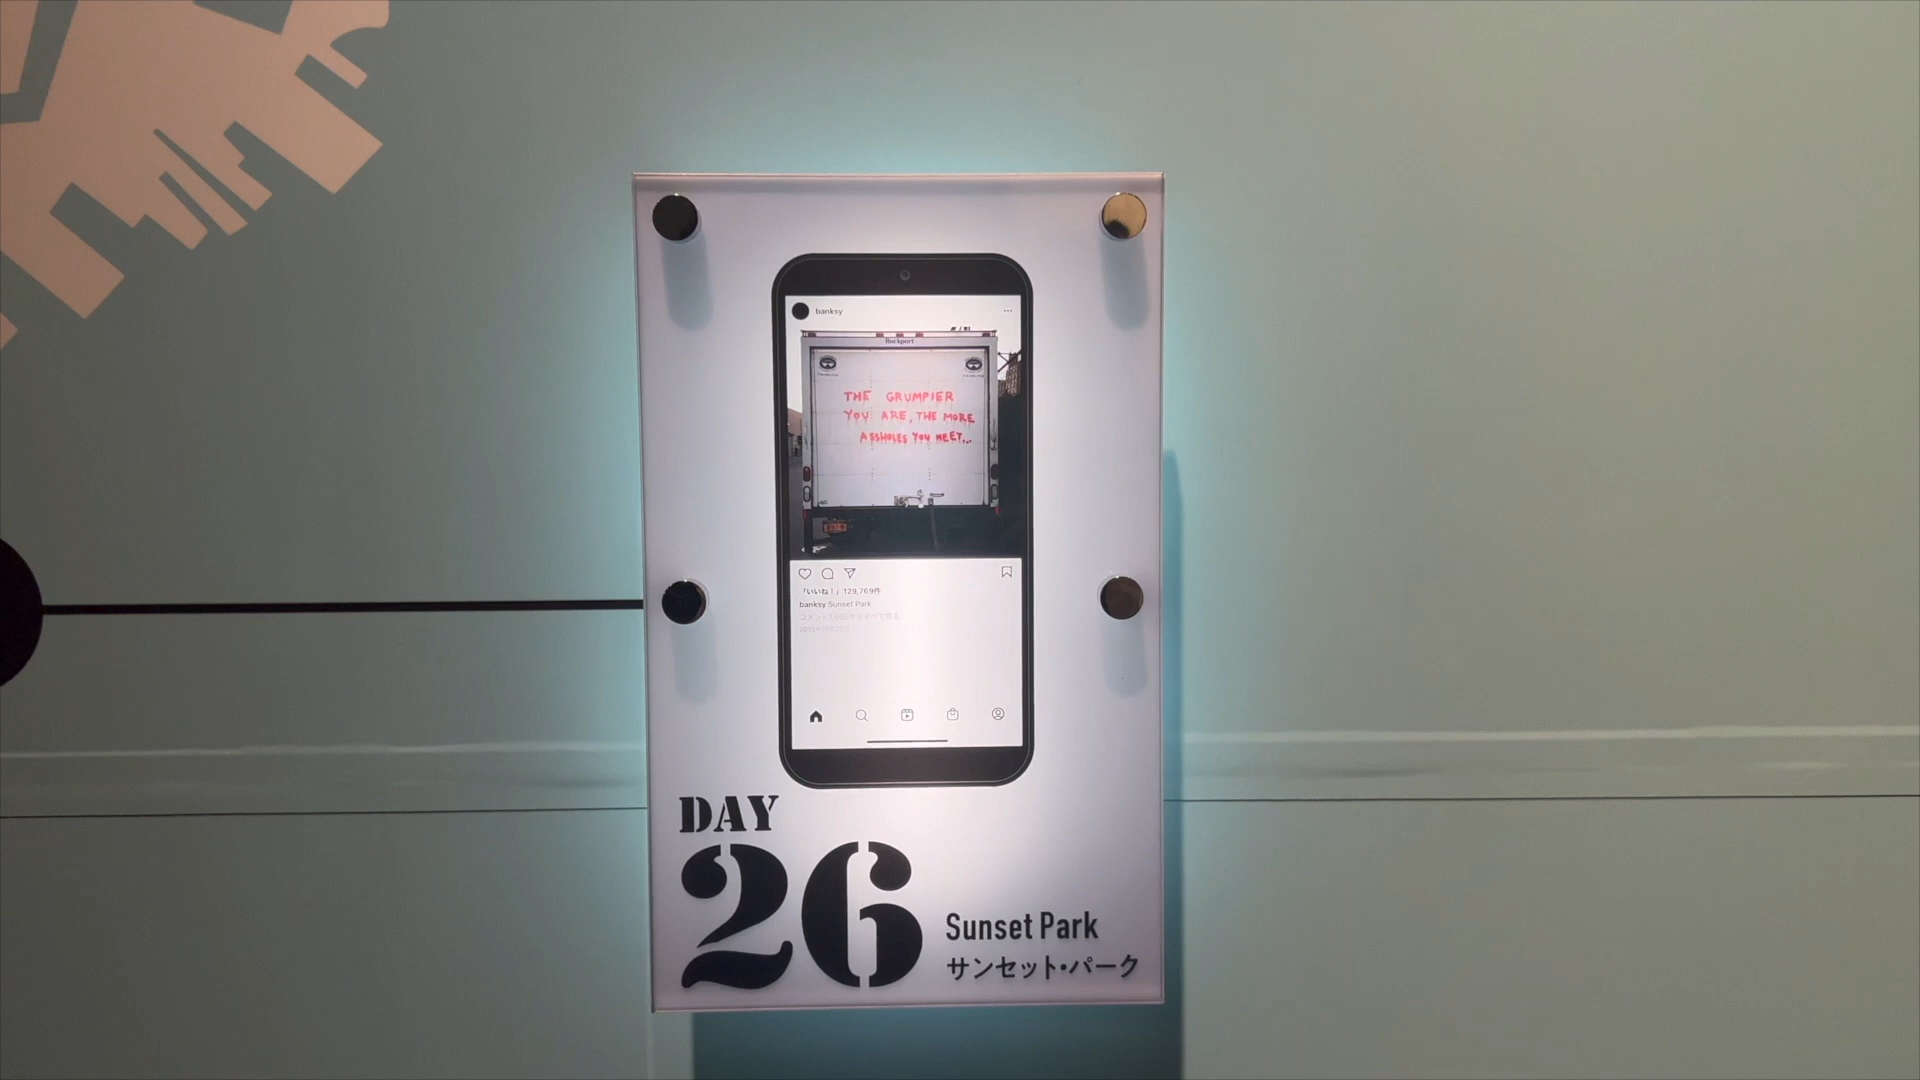 banksy
Rockport
THE GRUMPIER
YOU ARE, THE MORE
ASSHOLES YOU MEET...
「いいね！」129,769件
banksy Sunset Park
DAY
26
Sunset Park
サンセット・パーク